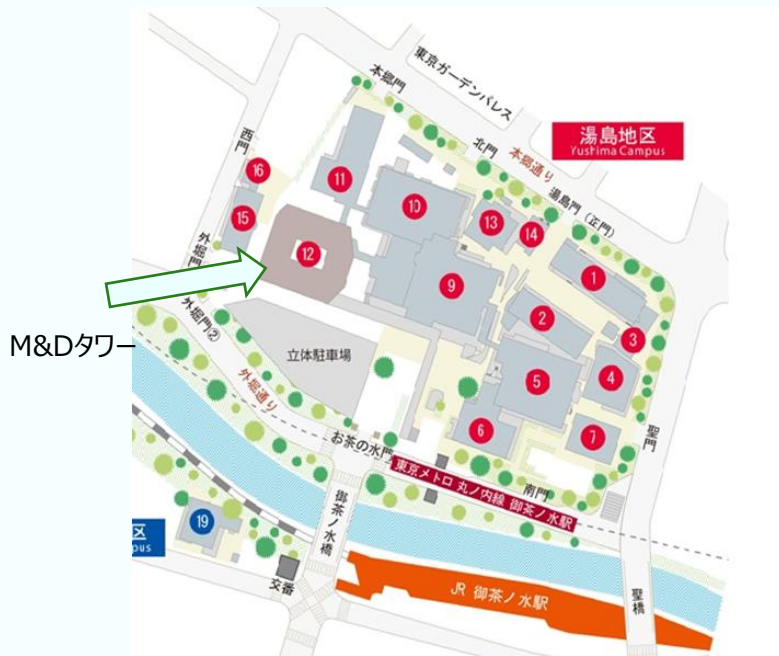 東京ガーデンパレス
本郷門
湯島地区
Yushima Campus
北門
本郷通り
西門
湯島門(正門)
16
11
10
15
13
14
12
1
外堀門
9
2
3
M&Dタワー
外堀門②
立体駐車場
5
4
外堀通り
6
7
聖門
お茶の水門
東京メトロ 丸ノ内線 御茶ノ水駅
南門
19
御茶ノ水橋
区
pus
交番
JR 御茶ノ水駅
聖橋